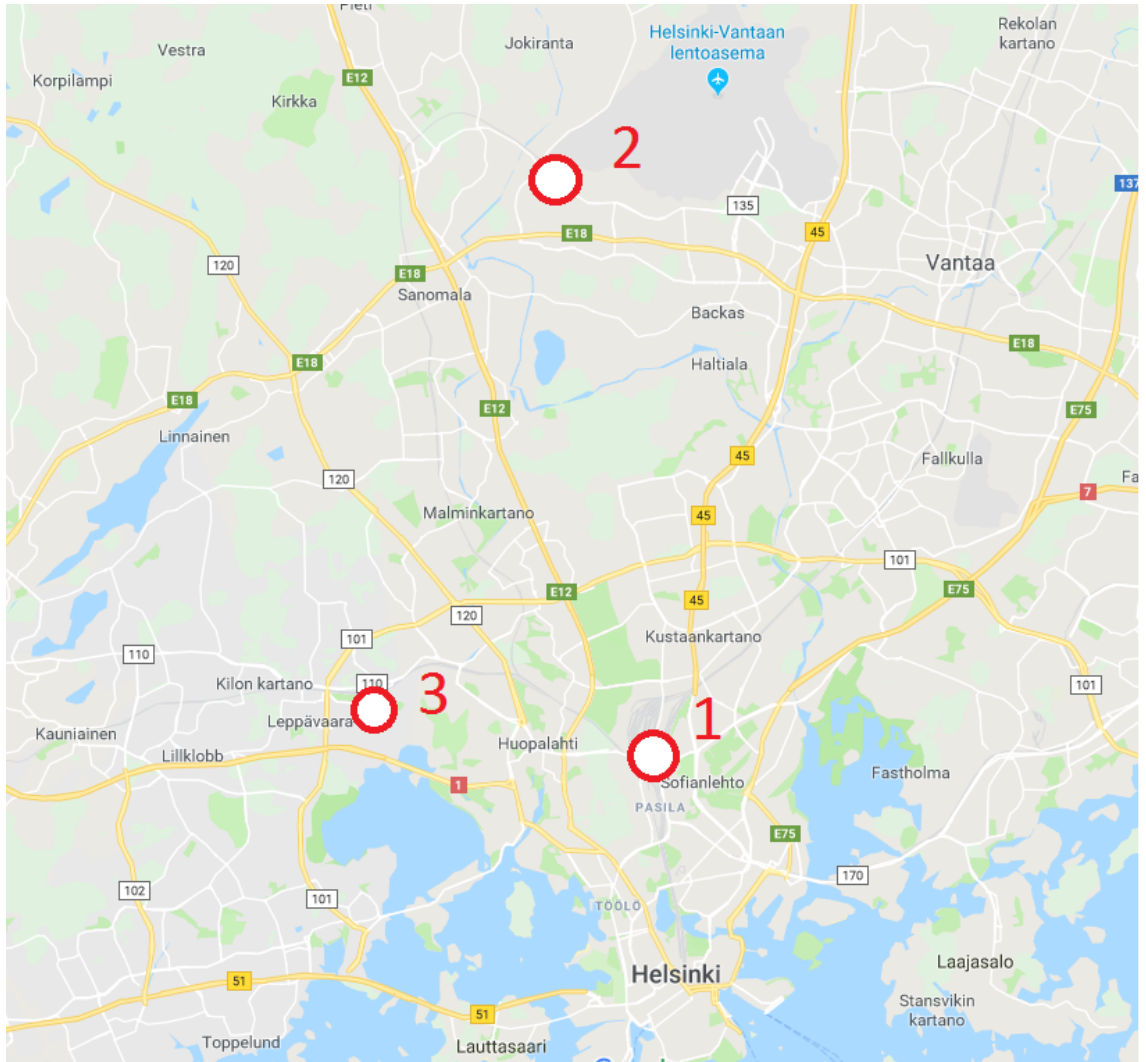 Pieti
Vestra
Jokiranta
Helsinki-Vantaan
lentoasema
Rekolan
kartano
Korpilampi
E12
Kirkka
2
137
135
45
120
E18
Vantaa
E18
Sanomala
Backas
E18
E18
Haltiala
E18
E12
E75
Linnainen
45
Fallkulla
120
Fa
7
Malminkartano
45
101
E12
E75
45
120
101
Kustaankartano
110
110
Kilon kartano
101
3
1
Leppävaara
Kauniainen
Lillklobb
Huopalahti
Sofianlehto
Fastholma
1
PASILA
E75
170
102
101
TÖÖLÖ
Helsinki
Laajasalo
51
Stansvikin
kartano
51
Toppelund
Lauttasaari